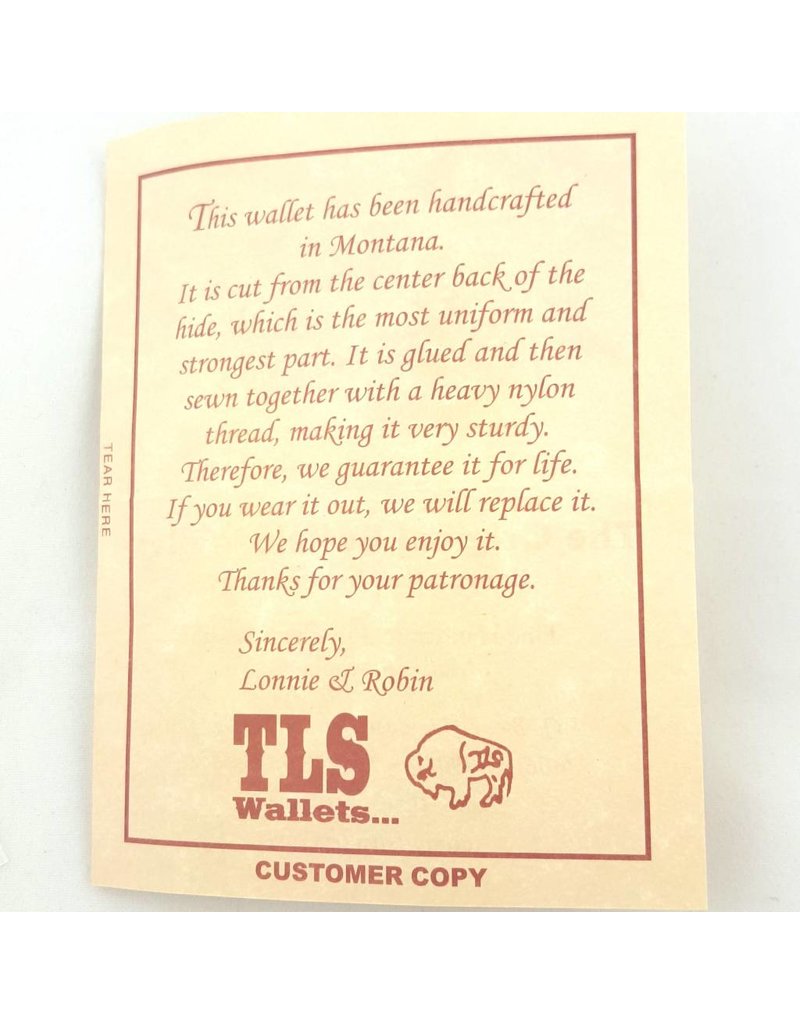 This wallet has been handcrafted
in Montana.
It is cut from the center back of the
hide, which is the most uniform and
strongest part. It is glued and then
sewn together with a heavy nylon
thread, making it very sturdy.
Therefore, we guarantee it for life.
If you wear it out, we will replace it.
We hope you enjoy it.
Thanks for your patronage.
Sincerely,
Lonnie & Robin
TLS
Wallets...
TLS
CUSTOMER COPY
TEAR HERE